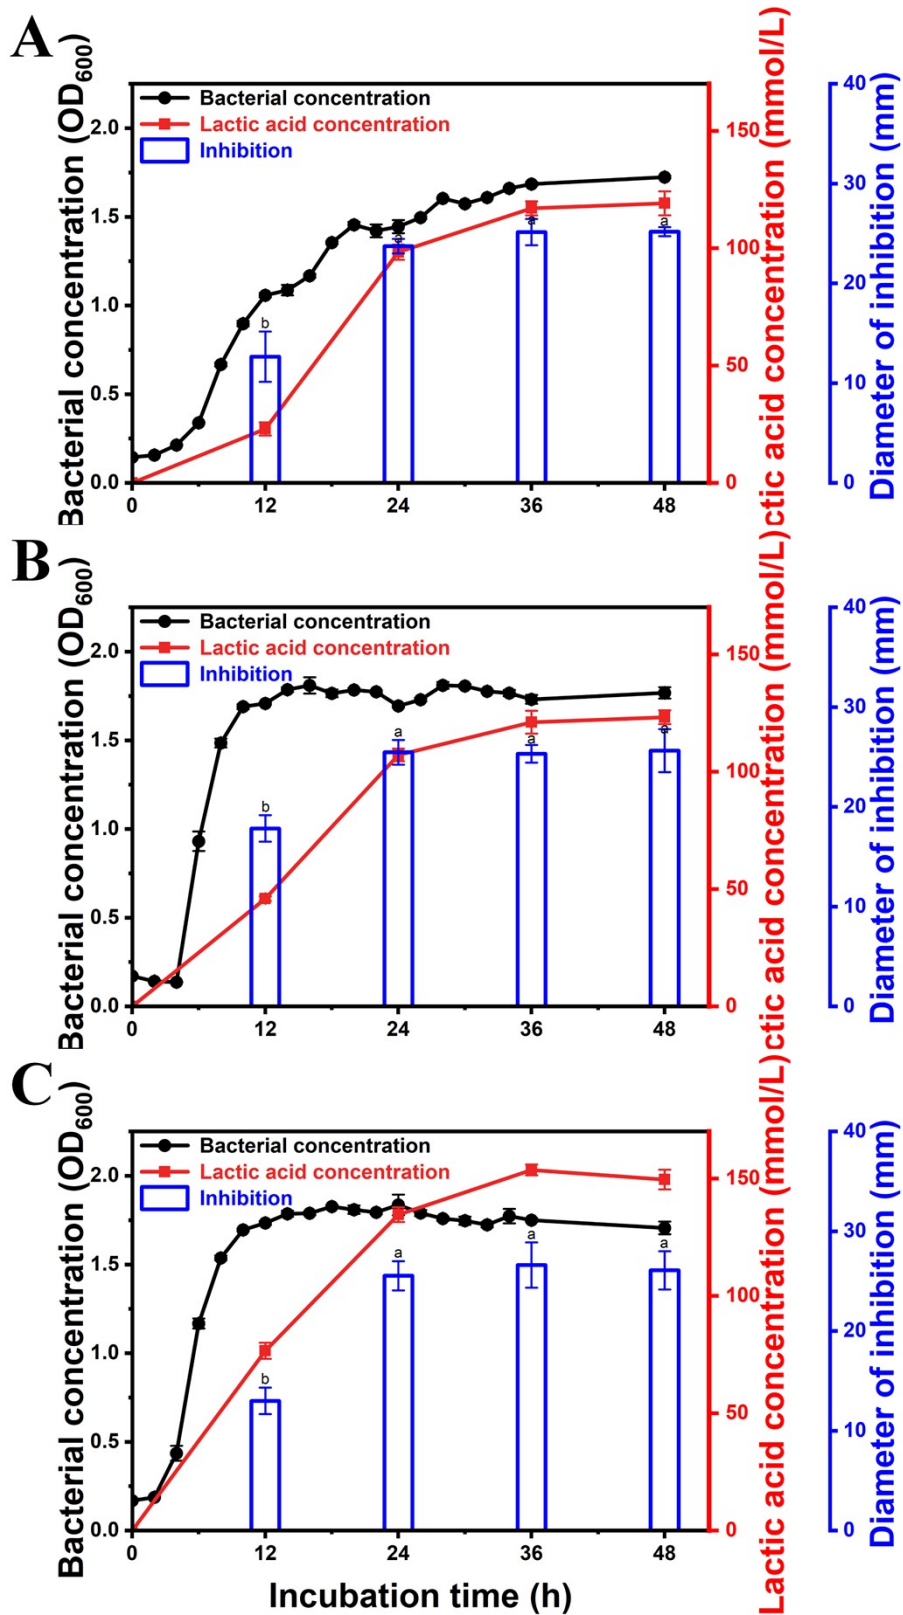 A
Bacterial concentration (OD600)
Bacterial concentration
Lactic acid concentration
Inhibition
2.0
1.5
1.0
0.5
0.0
b
a
a
a
0
12
24
36
48
150
100
50
0
ctic acid concentration (mmol/L)
40
30
20
10
0
Diameter of inhibition (mm)
B
Bacterial concentration (OD600)
Bacterial concentration
Lactic acid concentration
Inhibition
2.0
1.5
1.0
0.5
0.0
b
a
a
a
0
12
24
36
48
150
100
50
0
ctic acid concentration (mmol/L)
40
30
20
10
0
Diameter of inhibition (mm)
C
Bacterial concentration (OD600)
Bacterial concentration
Lactic acid concentration
Inhibition
2.0
1.5
1.0
0.5
0.0
b
a
a
a
0
12
24
36
48
150
100
50
0
Lactic acid concentration (mmol/L)
40
30
20
10
0
Diameter of inhibition (mm)
Incubation time (h)